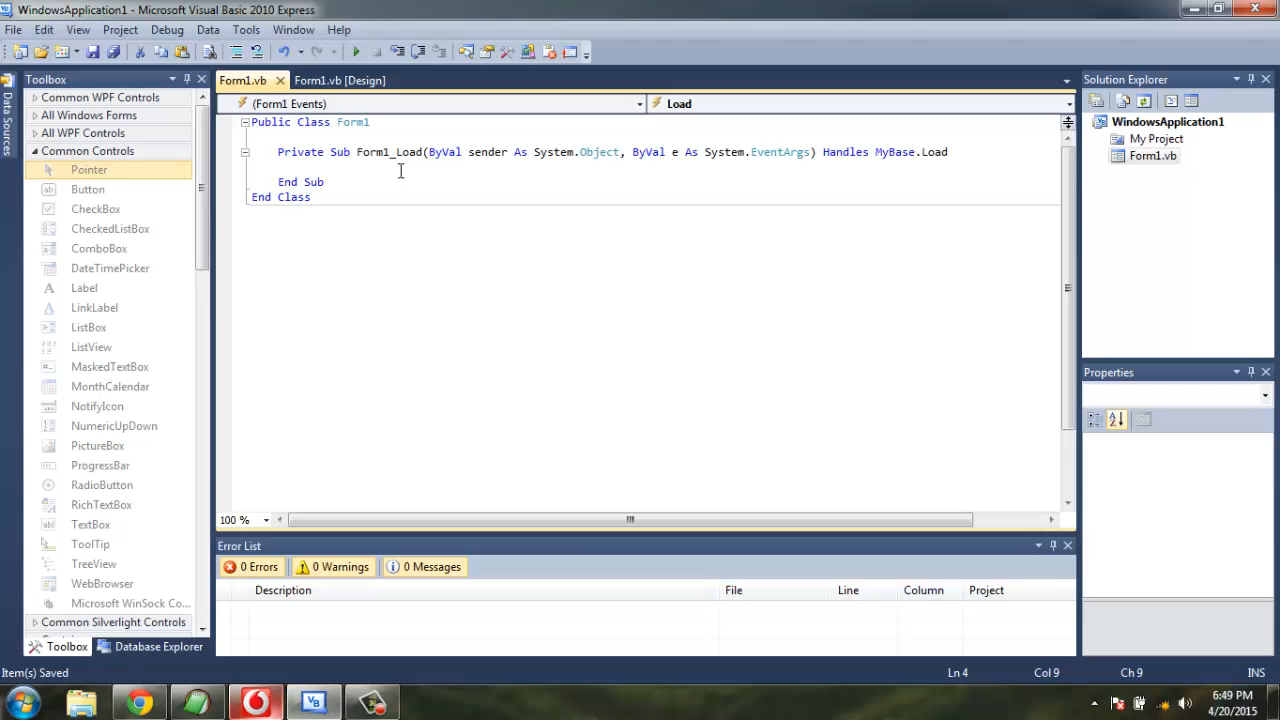 WindowsApplication1 - Microsoft Visual Basic 2010 Express
File Edit View Project Debug Data Tools Window Help
Data Sources
Toolbox
Common WPF Controls
All Windows Forms
All WPF Controls
Common Controls
Pointer
Button
CheckBox
CheckedListBox
ComboBox
DateTimePicker
Label
LinkLabel
ListBox
ListView
MaskedTextBox
MonthCalendar
NotifyIcon
NumericUpDown
PictureBox
ProgressBar
RadioButton
RichTextBox
TextBox
ToolTip
TreeView
WebBrowser
Microsoft WinSock Co...
Common Silverlight Controls
Toolbox Database Explorer
Form1.vb Form1.vb [Design]
(Form1 Events) Load
Public Class Form1
Private Sub Form1_Load(ByVal sender As System.Object, ByVal e As System.EventArgs) Handles MyBase.Load
End Sub
End Class
100 %
Error List
0 Errors 0 Warnings 0 Messages
Description File Line Column Project
Solution Explorer
WindowsApplication1
My Project
Form1.vb
Properties
Item(s) Saved Ln 4 Col 9 Ch 9 INS
6:49 PM
4/20/2015